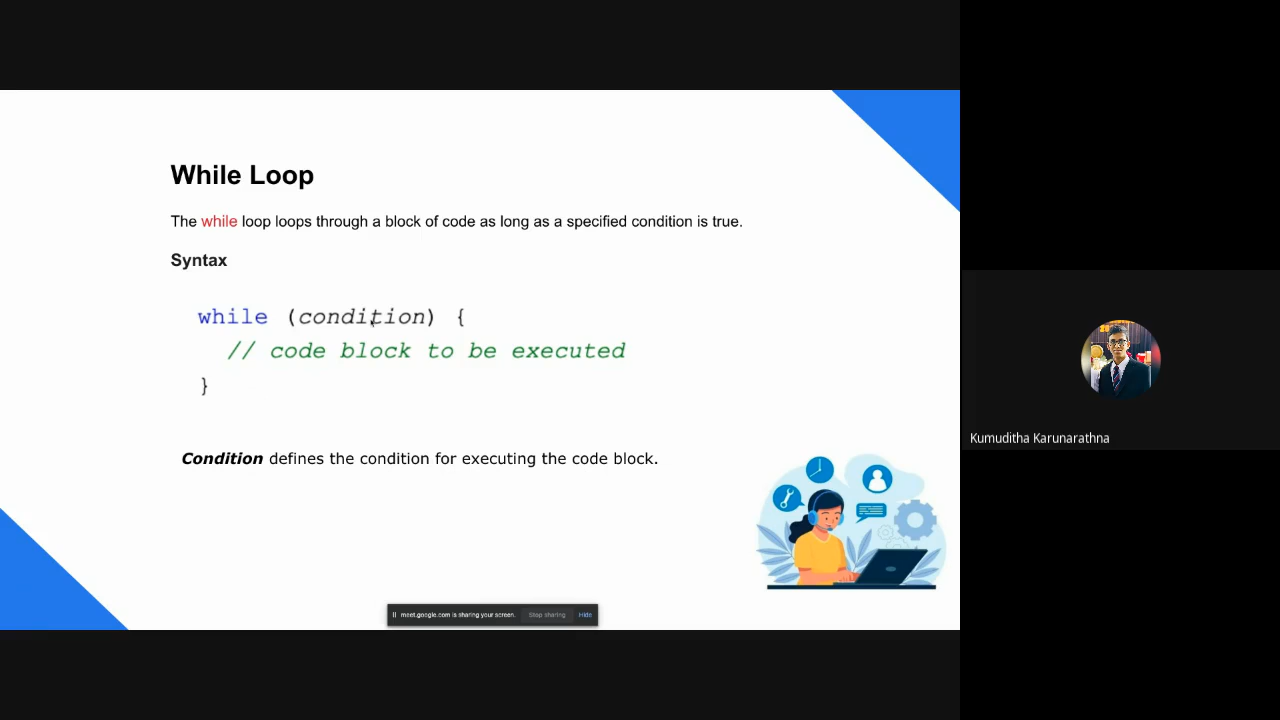 While Loop
The while loop loops through a block of code as long as a specified condition is true.
Syntax
while (condition) {
// code block to be executed
}
Condition defines the condition for executing the code block.
meet.google.com is sharing your screen. Stop sharing Hide
Kumuditha Karunarathna